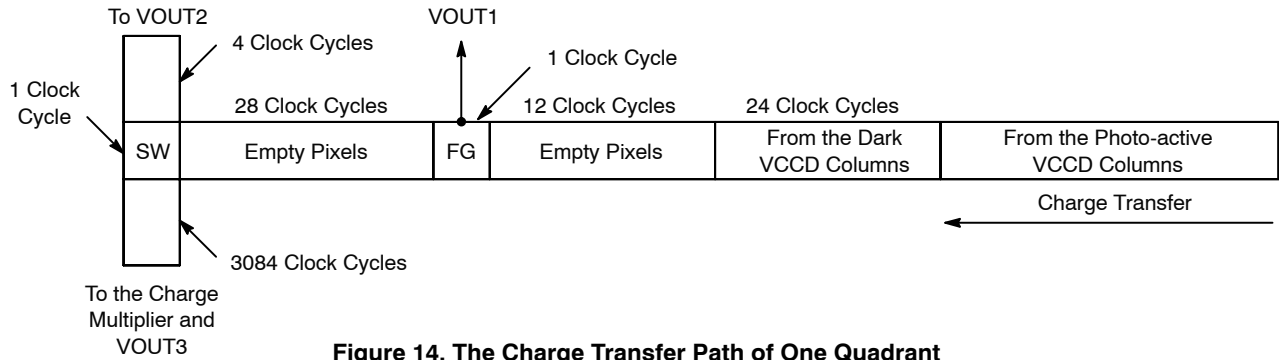 To VOUT2
VOUT1
4 Clock Cycles
1 Clock Cycle
1 Clock
Cycle
28 Clock Cycles
12 Clock Cycles
24 Clock Cycles
SW
Empty Pixels
FG
Empty Pixels
From the Dark
VCCD Columns
From the Photo-active
VCCD Columns
Charge Transfer
3084 Clock Cycles
To the Charge
Multiplier and
VOUT3
Figure 14. The Charge Transfer Path of One Quadrant